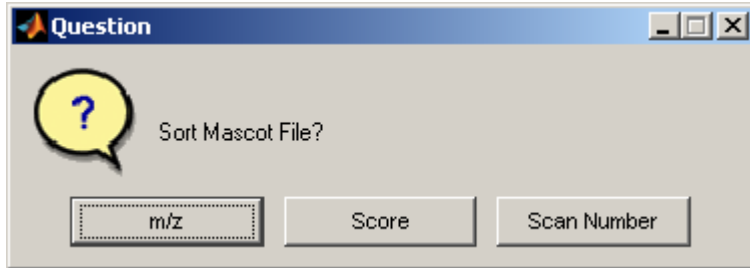 Question
?
Sort Mascot File?
m/z
Score
Scan Number